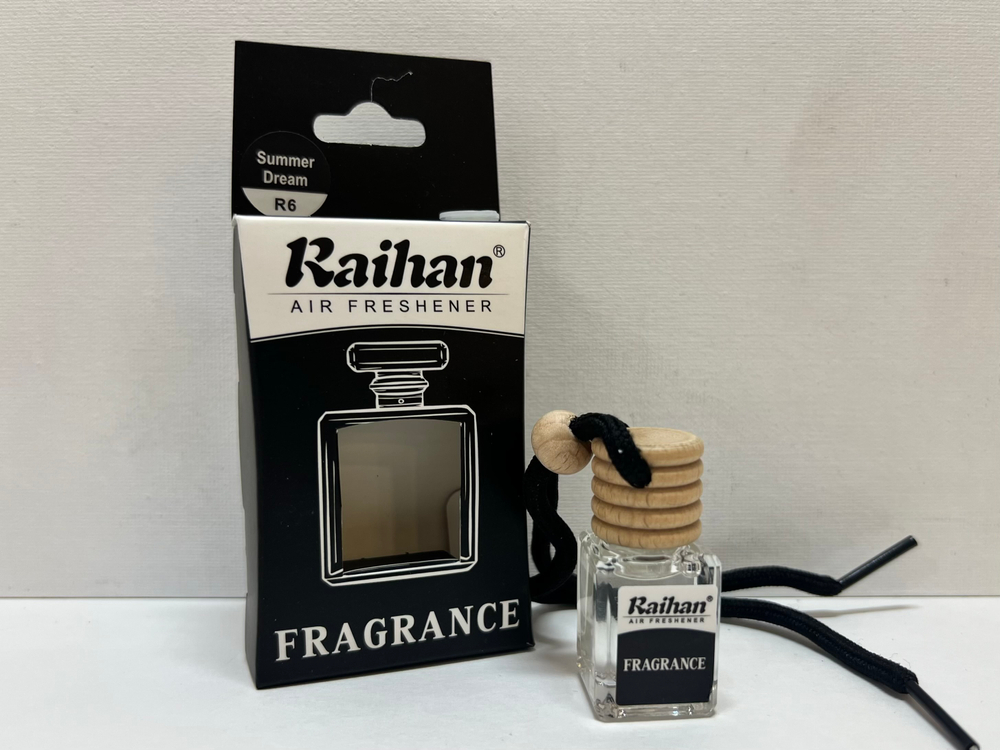 Summer
Dream
R6
Raihan®
AIR FRESHENER
FRAGRANCE
Raihan®
AIR FRESHENER
FRAGRANCE